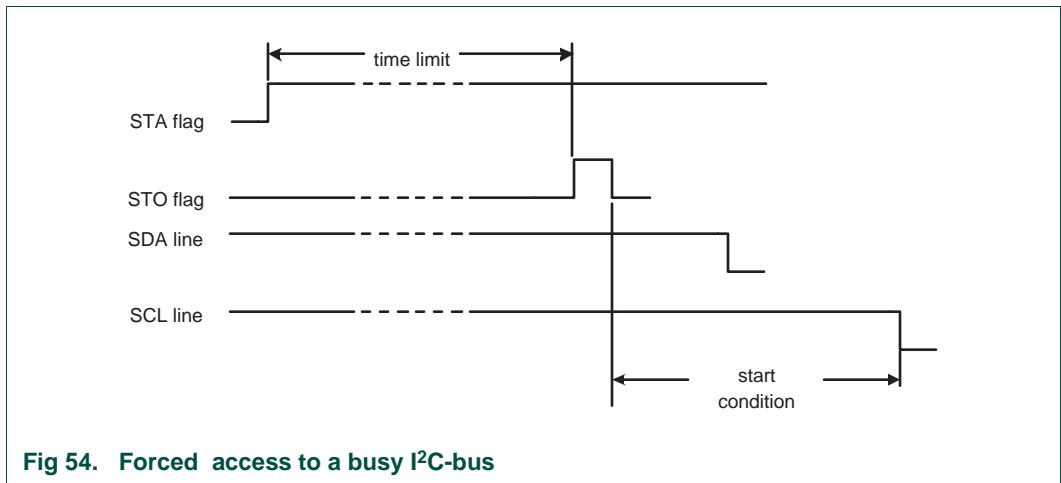 time limit
STA flag
STO flag
SDA line
SCL line
start
condition
Fig 54. Forced access to a busy I2C-bus